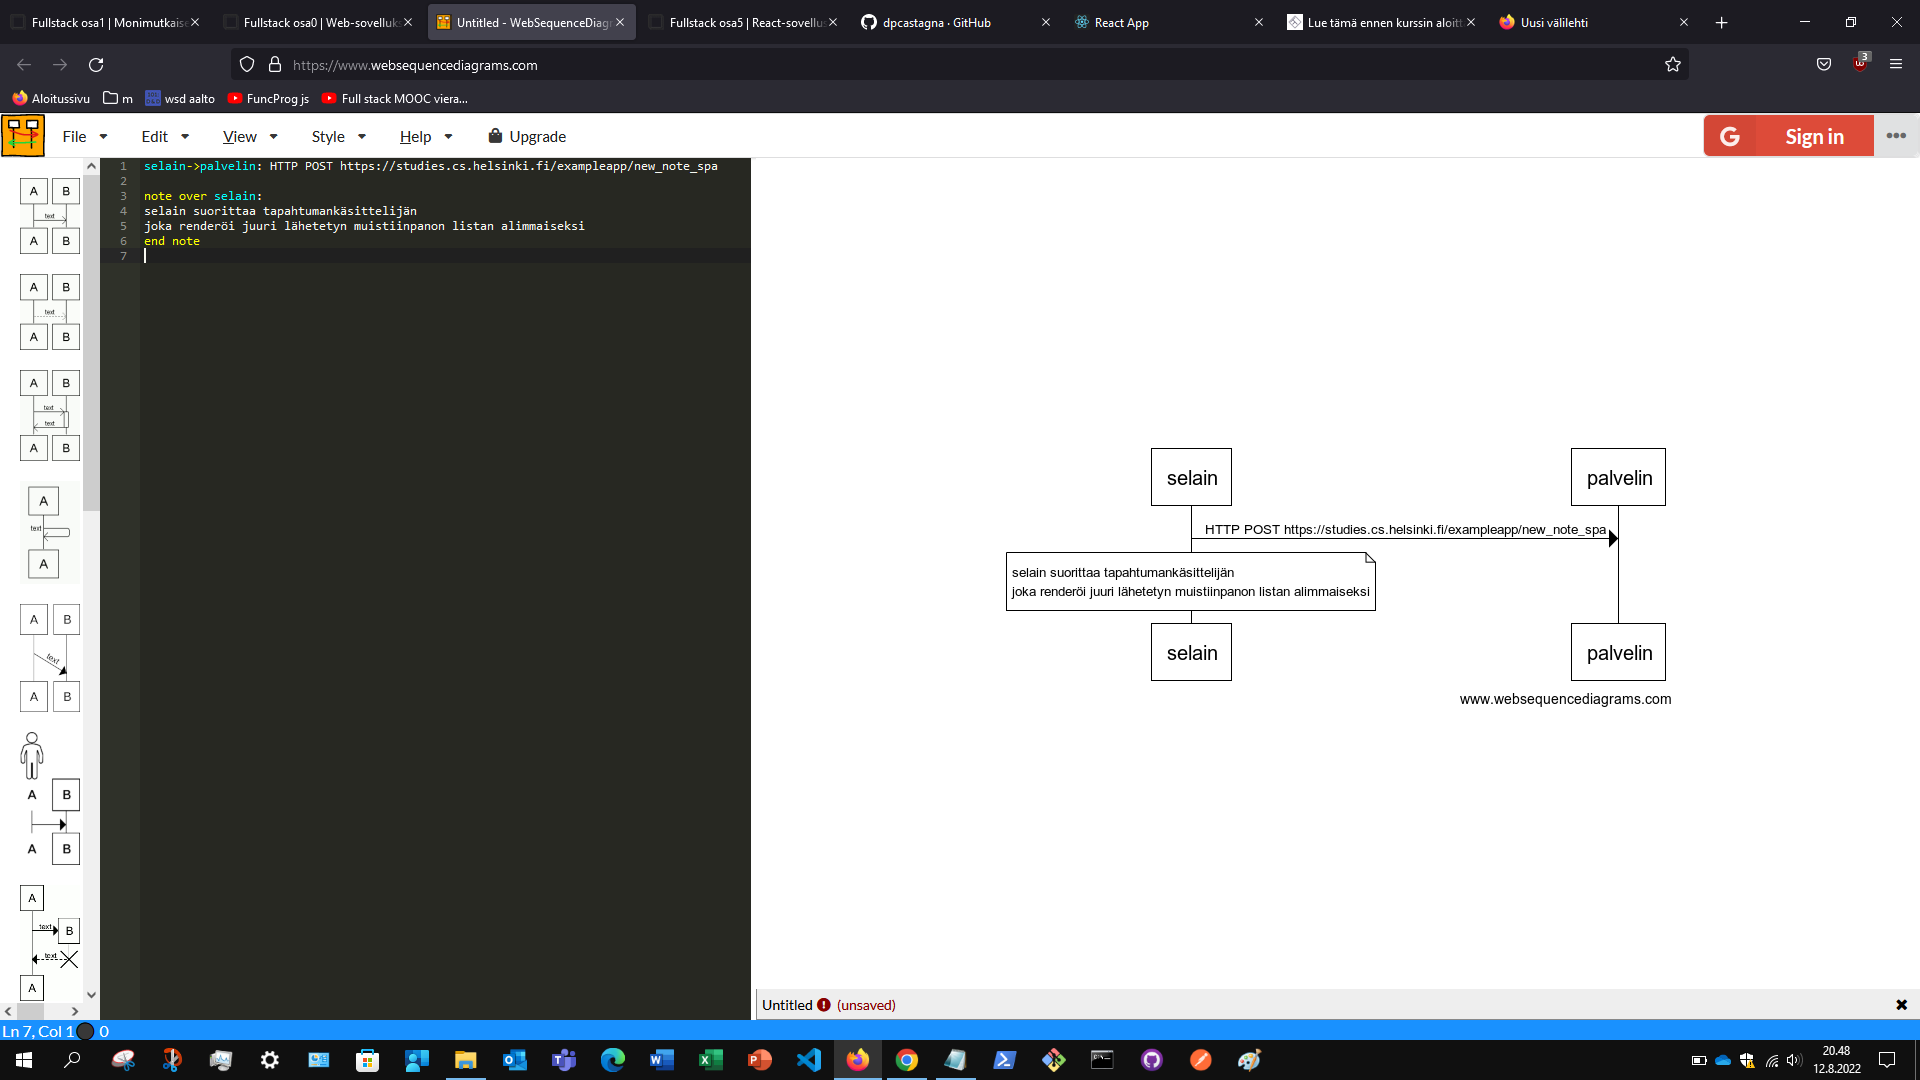 Fullstack osa1 | Monimutkaise
Fullstack osa0 | Web-sovelluks
Untitled - WebSequenceDiagr
Fullstack osa5 | React-sovellus
dpcastagna · GitHub
React App
Lue tämä ennen kurssin aloitt
Uusi välilehti
https://www.websequencediagrams.com
3
Aloitussivu
m
wsd aalto
FuncProg js
Full stack MOOC viera...
File
Edit
View
Style
Help
Upgrade
G
Sign in
1 selain->palvelin: HTTP POST https://studies.cs.helsinki.fi/exampleapp/new_note_spa
2
3 note over selain:
4 selain suorittaa tapahtumankäsittelijän
5 joka renderöi juuri lähetetyn muistiinpanon listan alimmaiseksi
6 end note
7
A B
text
A B
A B
text
A B
A B
text
text
A B
A
text
A
A B
text
A B
A B
A B
A
text B
text
A
selain
palvelin
HTTP POST https://studies.cs.helsinki.fi/exampleapp/new_note_spa
selain suorittaa tapahtumankäsittelijän
joka renderöi juuri lähetetyn muistiinpanon listan alimmaiseksi
selain
palvelin
www.websequencediagrams.com
Untitled
(unsaved)
Ln 7, Col 1
0
20.48
12.8.2022